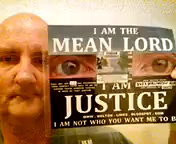 I AM THE
MEAN LORD
I AM
JUSTICE
I AM NOT WHO YOU WANT ME TO B